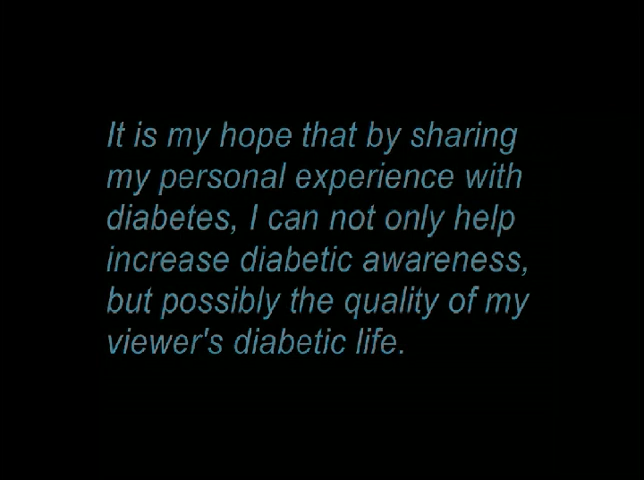 It is my hope that by sharing
my personal experience with
diabetes, I can not only help
increase diabetic awareness,
but possibly the quality of my
viewer's diabetic life.